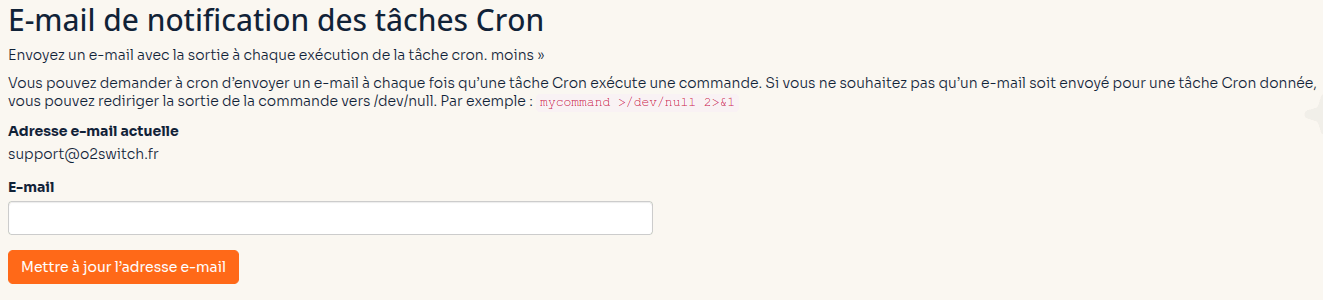 E-mail de notification des tâches Cron
Envoyez un e-mail avec la sortie à chaque exécution de la tâche cron. moins »
Vous pouvez demander à cron d’envoyer un e-mail à chaque fois qu’une tâche Cron exécute une commande. Si vous ne souhaitez pas qu’un e-mail soit envoyé pour une tâche Cron donnée,
vous pouvez rediriger la sortie de la commande vers /dev/null. Par exemple : mycommand >/dev/null 2>&1
Adresse e-mail actuelle
support@o2switch.fr
E-mail
Mettre à jour l’adresse e-mail